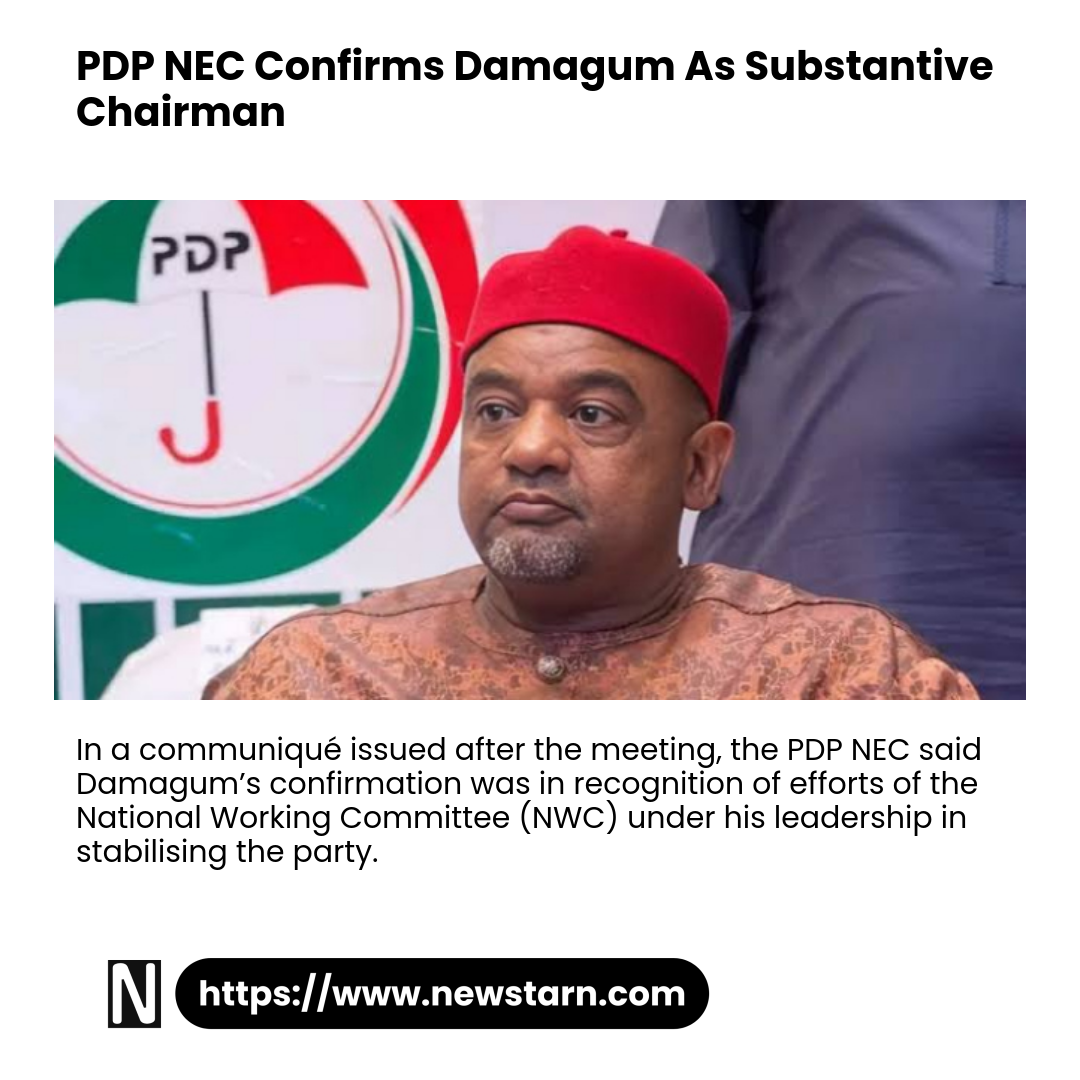 PDP NEC Confirms Damagum As Substantive
Chairman
PDP
In a communiqué issued after the meeting, the PDP NEC said
Damagum’s confirmation was in recognition of efforts of the
National Working Committee (NWC) under his leadership in
stabilising the party.
N
https://www.newstarn.com